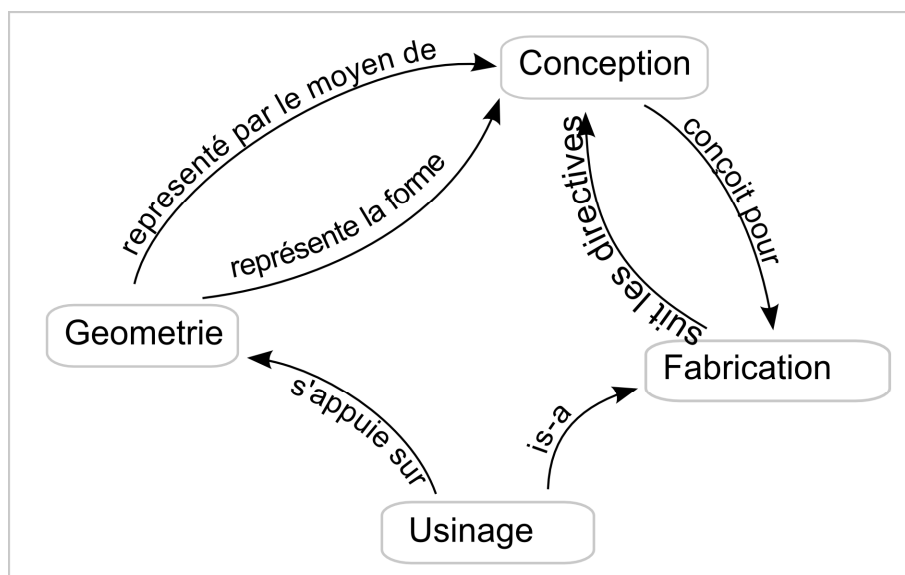 Conception
representé par le moyen de
représente la forme
suit les directives
conçoit pour
Geometrie
Fabrication
s'appuie sur
is-a
Usinage